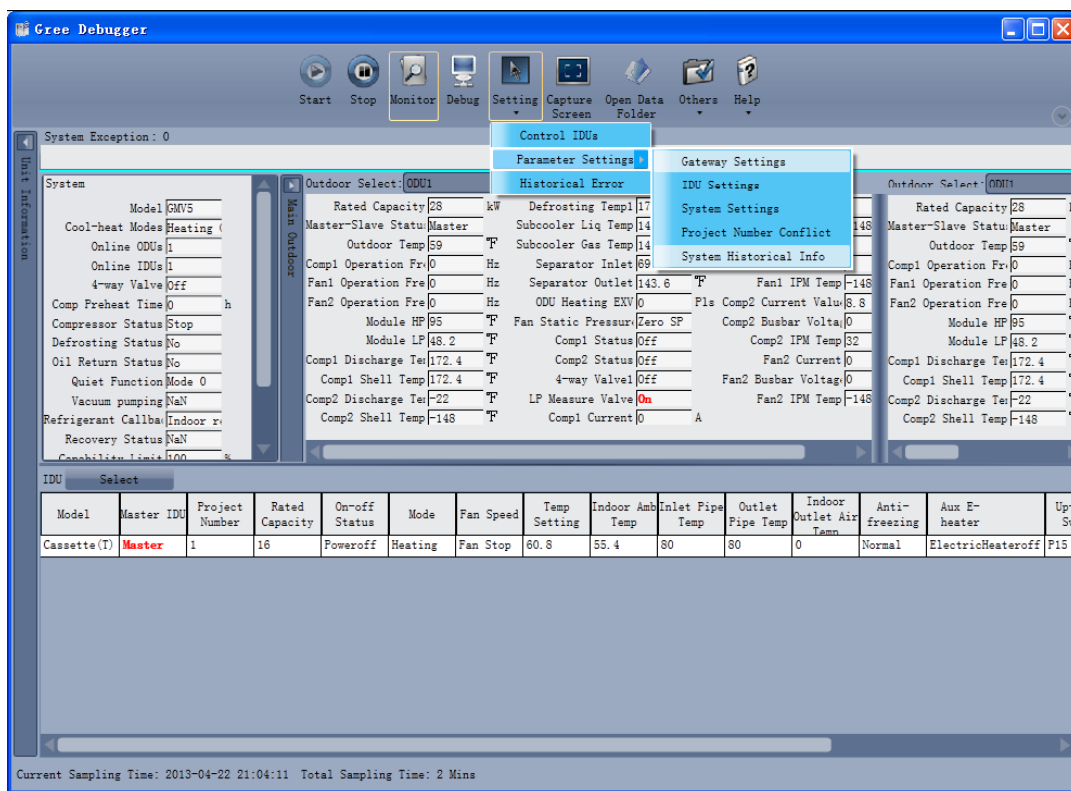 Gree Debugger
Start Stop Monitor Debug Setting Capture Screen Open Data Folder Others Help
System Exception: 0
Control IDUs
Parameter Settings
Historical Error
Gateway Settings
IDU Settings
System Settings
Project Number Conflict
System Historical Info
Unit Information
System
Model GMV5
Cool-heat Modes Heating
Online ODUs 1
Online IDUs 1
4-way Valve Off
Comp Preheat Time 0 h
Compressor Status Stop
Defrosting Status No
Oil Return Status No
Quiet Function Mode 0
Vacuum pumping NaN
Refrigerant Callba Indoor r
Recovery Status NaN
Capability Limit 100 %
Main Outdoor
Outdoor Select: ODU1
Rated Capacity 28 kW
Master-Slave Statu: Master
Outdoor Temp 59 °F
Comp1 Operation Fr 0 Hz
Fan1 Operation Fre 0 Hz
Fan2 Operation Fre 0 Hz
Module HP 95 °F
Module LP 48.2 °F
Comp1 Discharge Te 172.4 °F
Comp1 Shell Temp 172.4 °F
Comp2 Discharge Te -22 °F
Comp2 Shell Temp -148 °F
Defrosting Temp1 17
Subcooler Liq Temp 14
Subcooler Gas Temp 14
Separator Inlet 69
Separator Outlet 143.6 °F
ODU Heating EXV 0 Pls
Fan Static Pressur Zero SP
Comp1 Status Off
Comp2 Status Off
4-way Valve1 Off
LP Measure Valve On
Comp1 Current 0 A
148
Fan1 IPM Temp -148
Comp2 Current Valu 8.8
Comp2 Busbar Volta 0
Comp2 IPM Temp 32
Fan2 Current 0
Fan2 Busbar Voltag 0
Fan2 IPM Temp -148
Outdoor Select: ODU1
Rated Capacity 28
Master-Slave Statu: Master
Outdoor Temp 59
Comp1 Operation Fr 0
Fan1 Operation Fre 0
Fan2 Operation Fre 0
Module HP 95
Module LP 48.2
Comp1 Discharge Te 172.4
Comp1 Shell Temp 172.4
Comp2 Discharge Te -22
Comp2 Shell Temp -148
IDU Select
Model Master IDU Project Number Rated Capacity On-off Status Mode Fan Speed Temp Setting Indoor Amb Temp Inlet Pipe Temp Outlet Pipe Temp Indoor Outlet Air Temp Anti-freezing Aux E-heater Up
Cassette(T) Master 1 16 Poweroff Heating Fan Stop 60.8 55.4 80 80 0 Normal ElectricHeateroff P15
Current Sampling Time: 2013-04-22 21:04:11 Total Sampling Time: 2 Mins